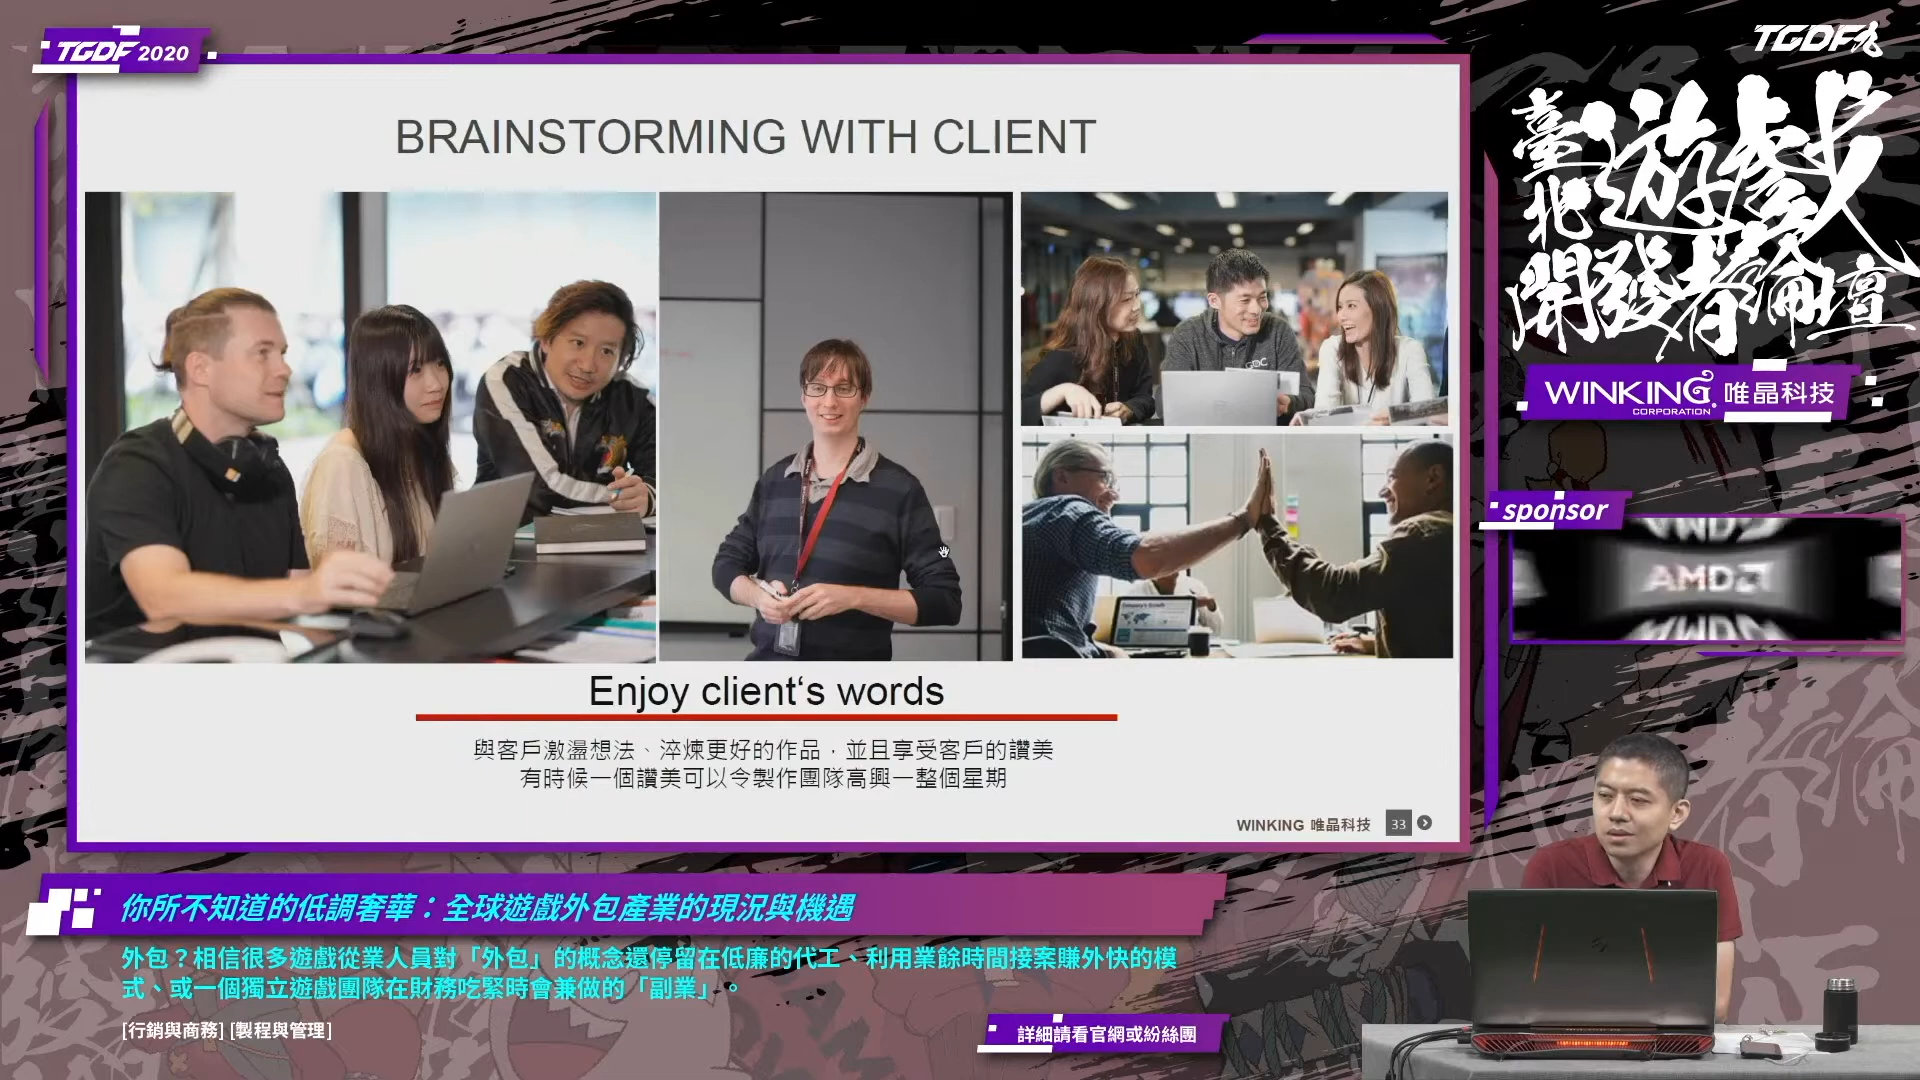 TGDF 2020
BRAINSTORMING WITH CLIENT
GDC
Enjoy client‘s words
與客戶激盪想法、淬煉更好的作品，並且享受客戶的讚美
有時候一個讚美可以令製作團隊高興一整個星期
WINKING 唯晶科技 33
TGDF九
臺北遊戲
開發者論壇
WINKING 唯晶科技
CORPORATION
sponsor
AMD
你所不知道的低調奢華：全球遊戲外包產業的現況與機遇
外包？相信很多遊戲從業人員對「外包」的概念還停留在低廉的代工、利用業餘時間接案賺外快的模
式、或一個獨立遊戲團隊在財務吃緊時會兼做的「副業」。
[行銷與商務] [製程與管理]
詳細請看官網或紛絲團